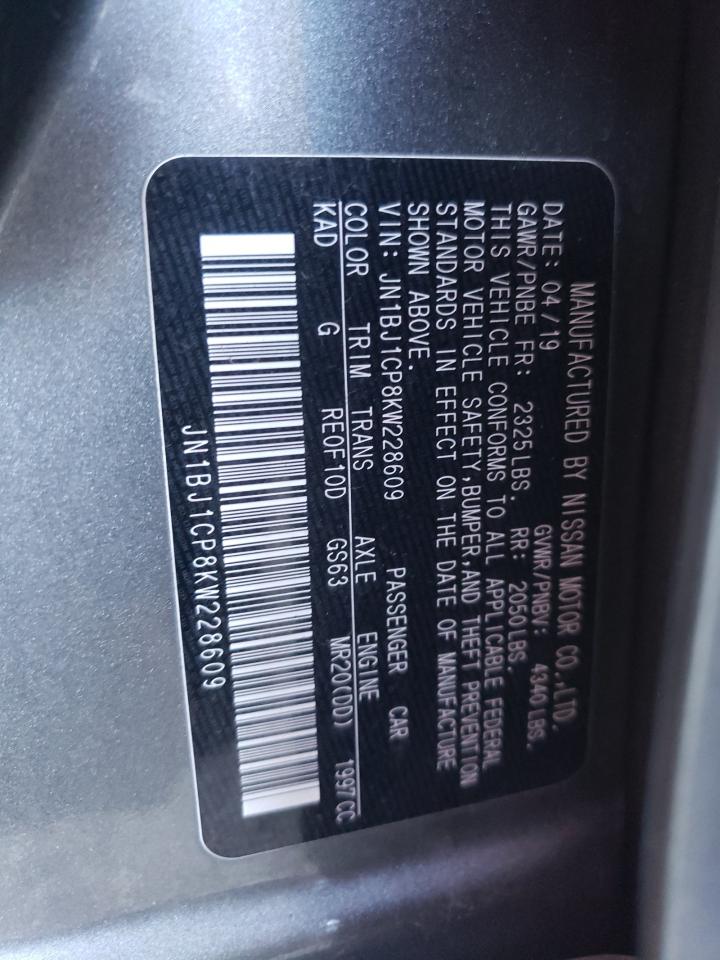 MANUFACTURED BY NISSAN MOTOR CO.,LTD.
DATE: 04/19 GVWR/PNBV: 4340LBS.
GAWR/PNBE FR: 2325LBS. RR: 2050LBS.
THIS VEHICLE CONFORMS TO ALL APPLICABLE FEDERAL
MOTOR VEHICLE SAFETY,BUMPER,AND THEFT PREVENTION
STANDARDS IN EFFECT ON THE DATE OF MANUFACTURE
SHOWN ABOVE.
VIN: JN1BJ1CP8KW228609 PASSENGER CAR
COLOR TRIM TRANS AXLE ENGINE
KAD G RE0F10D GS63 MR20(DD) 1997CC
JN1BJ1CP8KW228609